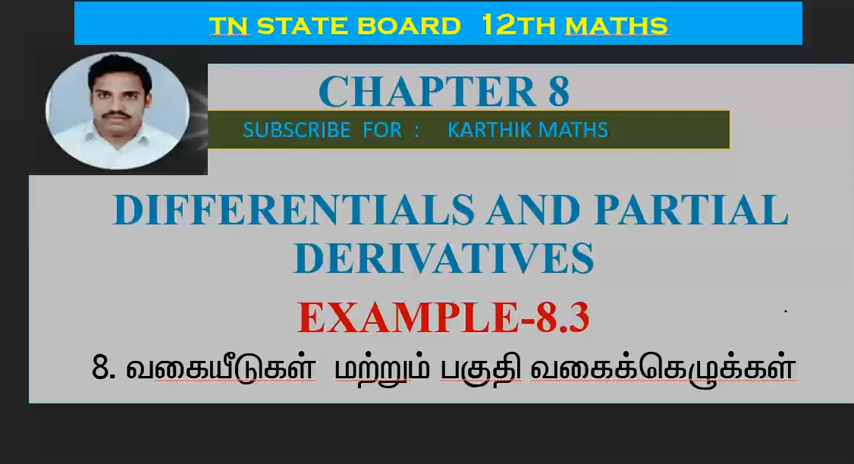 TN STATE BOARD 12TH MATHS
CHAPTER 8
SUBSCRIBE FOR : KARTHIK MATHS
DIFFERENTIALS AND PARTIAL
DERIVATIVES
EXAMPLE-8.3
8. வகையீடுகள் மற்றும் பகுதி வகைக்கெழுக்கள்